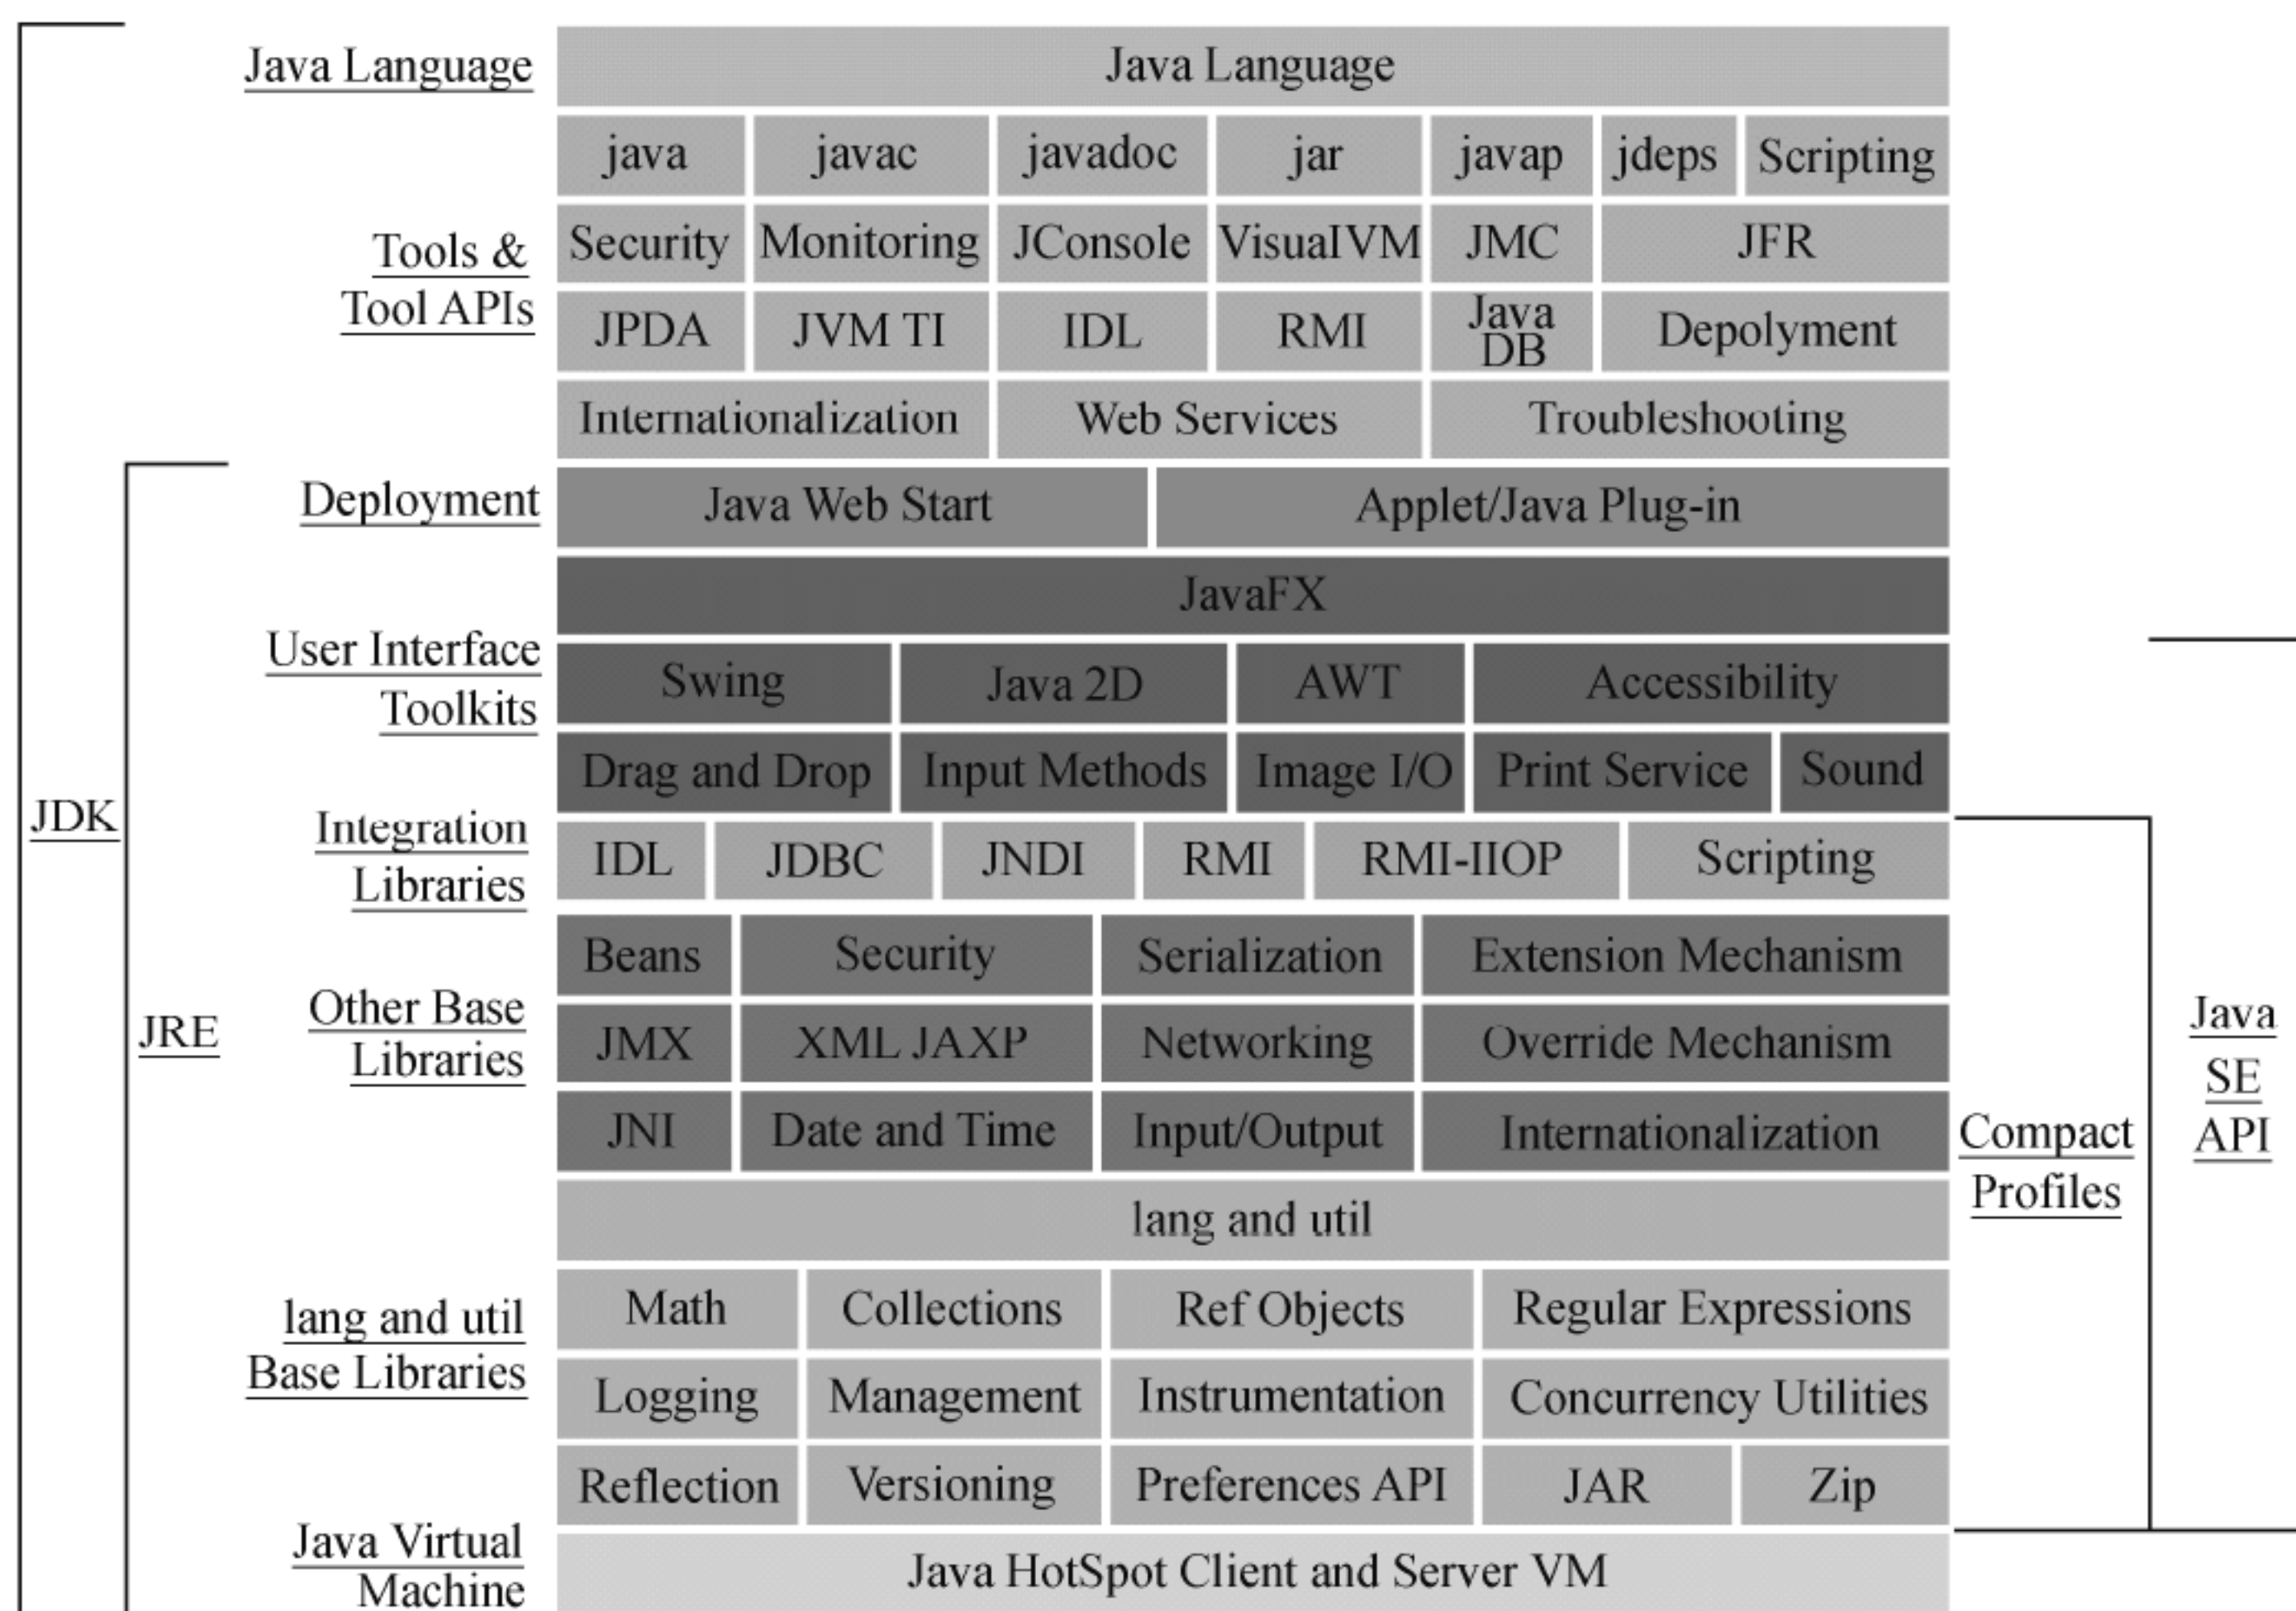 Java Language
Java Language
java javac javadoc jar javap jdeps Scripting
Tools &
Tool APIs
Security Monitoring JConsole VisuaIVM JMC JFR
JPDA JVM TI IDL RMI Java DB Depolyment
Internationalization Web Services Troubleshooting
Deployment
Java Web Start Applet/Java Plug-in
JavaFX
User Interface
Toolkits
Swing Java 2D AWT Accessibility
Drag and Drop Input Methods Image I/O Print Service Sound
JDK
Integration
Libraries
IDL JDBC JNDI RMI RMI-IIOP Scripting
Beans Security Serialization Extension Mechanism
JRE
Other Base
Libraries
JMX XML JAXP Networking Override Mechanism
JNI Date and Time Input/Output Internationalization
Java
SE
API
Compact
Profiles
lang and util
lang and util
Base Libraries
Math Collections Ref Objects Regular Expressions
Logging Management Instrumentation Concurrency Utilities
Reflection Versioning Preferences API JAR Zip
Java Virtual
Machine
Java HotSpot Client and Server VM